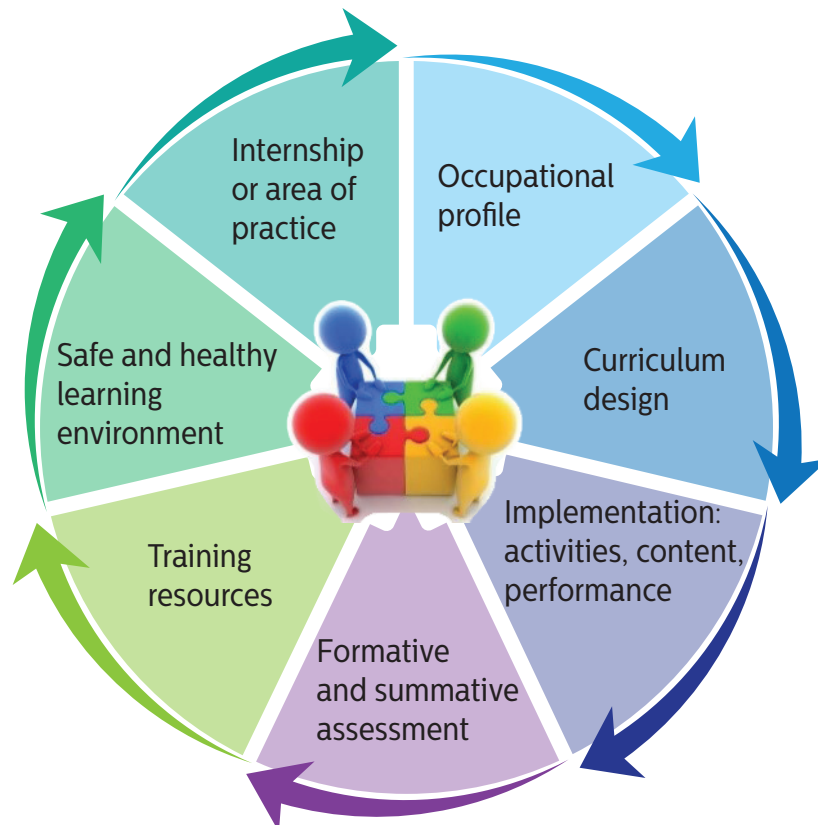 Internship
or area of
practice
Occupational
profile
Curriculum
design
Implementation:
activities, content,
performance
Formative
and summative
assessment
Training
resources
Safe and healthy
learning
environment